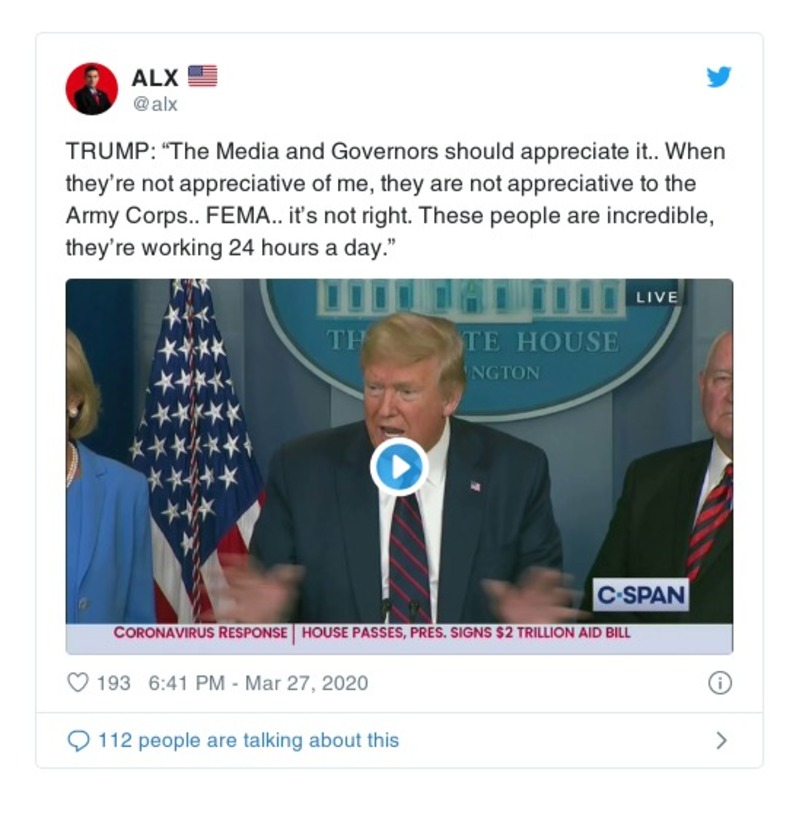 ALX
@alx
TRUMP: “The Media and Governors should appreciate it.. When
they’re not appreciative of me, they are not appreciative to the
Army Corps.. FEMA.. it’s not right. These people are incredible,
they’re working 24 hours a day.”
LIVE
TH TE HOUSE
NGTON
C-SPAN
CORONAVIRUS RESPONSE | HOUSE PASSES, PRES. SIGNS $2 TRILLION AID BILL
193 6:41 PM - Mar 27, 2020
112 people are talking about this